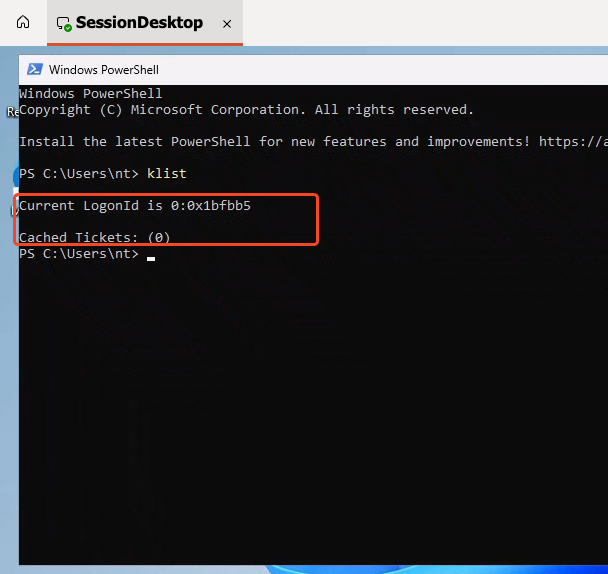 SessionDesktop
Windows PowerShell
Windows PowerShell
Copyright (C) Microsoft Corporation. All rights reserved.
Install the latest PowerShell for new features and improvements! https://a
PS C:\Users\nt> klist
Current LogonId is 0:0x1bfbb5
Cached Tickets: (0)
PS C:\Users\nt>